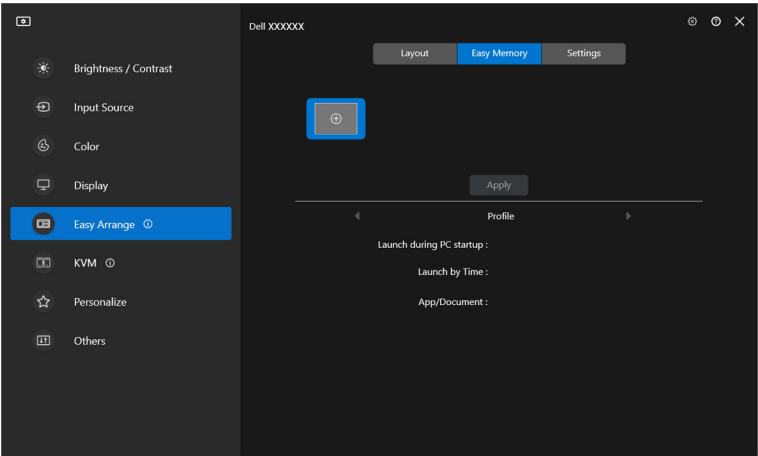 Dell XXXXXX
Layout
Easy Memory
Settings
Brightness / Contrast
Input Source
Color
Display
Easy Arrange
KVM
Personalize
Others
Apply
Profile
Launch during PC startup :
Launch by Time :
App/Document :